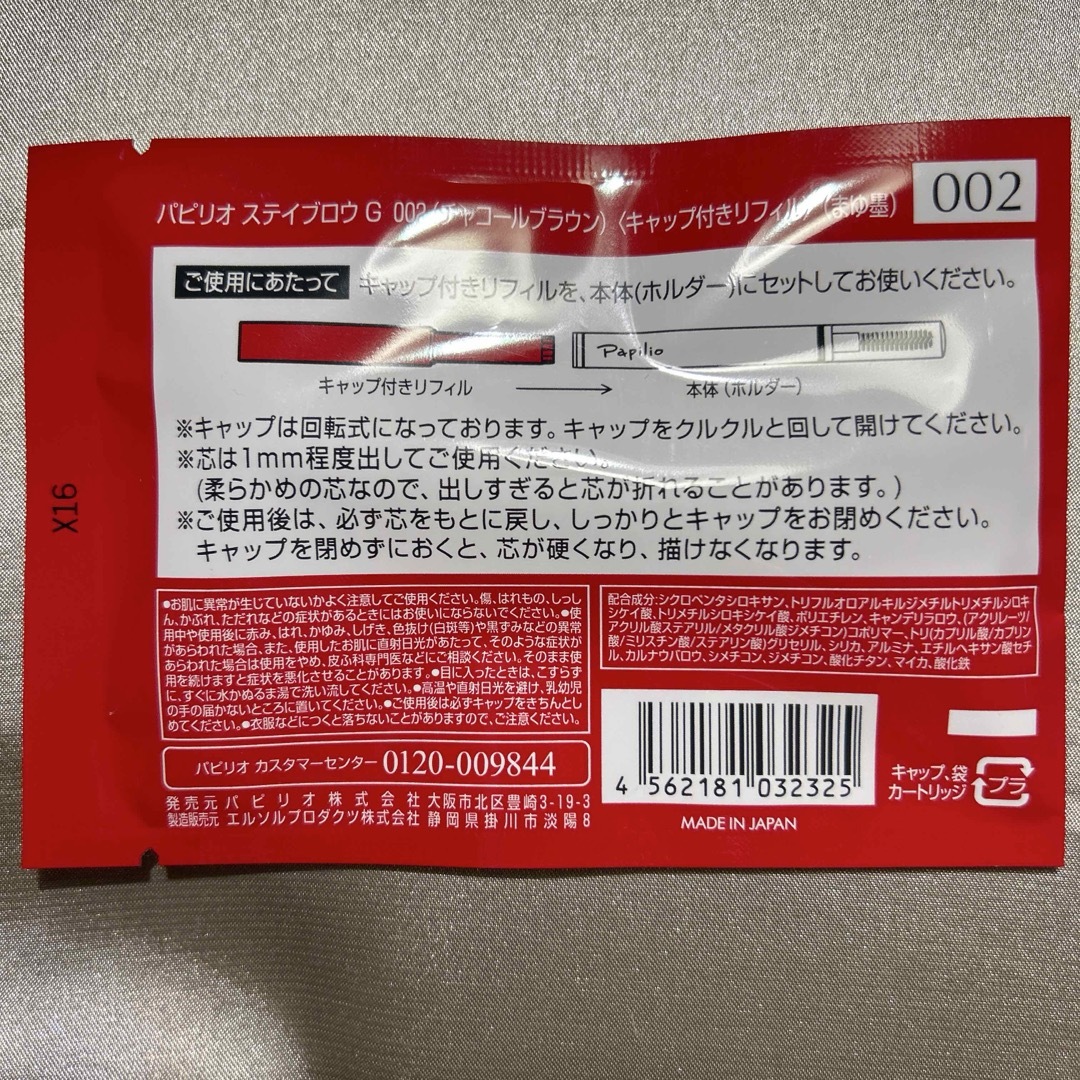 パピリオ ステイブロウ G 002 (チャコールブラウン) 〈キャップ付きリフィル〉 (まゆ墨)
002
ご使用にあたって キャップ付きリフィルを、本体(ホルダー)にセットしてお使いください。
Papilio
キャップ付きリフィル → 本体(ホルダー)
※キャップは回転式になっております。キャップをクルクルと回して開けてください。
※芯は1mm程度出してご使用ください。
(柔らかめの芯なので、出しすぎると芯が折れることがあります。)
※ご使用後は、必ず芯をもとに戻し、しっかりとキャップをお閉めください。
キャップを閉めずにおくと、芯が硬くなり、描けなくなります。
X16
●お肌に異常が生じていないかよく注意してご使用ください。傷、はれもの、しっし
ん、かぶれ、ただれなどの症状があるときにはお使いにならないでください。●使
用中や使用後に赤み、はれ、かゆみ、しげき、色抜け(白斑等)や黒ずみなどの異常
があらわれた場合、また、使用したお肌に直射日光があたって、そのような症状が
あらわれた場合は使用をやめ、皮ふ科専門医などにご相談ください。そのまま使
用を続けますと症状を悪化させることがあります。●目に入ったときは、こすらず
に、すぐに水かぬるま湯で洗い流してください。●高温や直射日光を避け、乳幼児
の手の届かないところに置いてください。●ご使用後は必ずキャップをきちんとし
めてください。●衣服などにつくと落ちないことがありますので、ご注意ください。
配合成分:シクロペンタシロキサン、トリフルオロアルキルジメチルトリメチルシロキ
シケイ酸、トリメチルシロキシケイ酸、ポリエチレン、キャンデリラロウ、(アクリレーツ/
アクリル酸ステアリル/メタクリル酸ジメチコン)コポリマー、トリ(カプリル酸/カプリン
酸/ミリスチン酸/ステアリン酸)グリセリル、シリカ、アルミナ、エチルヘキサン酸セチ
ル、カルナウバロウ、シメチコン、ジメチコン、酸化チタン、マイカ、酸化鉄
パピリオ カスタマーセンター 0120-009844
発売元 パピリオ株式会社 大阪市北区豊崎3-19-3
製造販売元 エルソルプロダクツ株式会社 静岡県掛川市淡陽8
4 562181 032325
MADE IN JAPAN
キャップ、袋
カートリッジ
プラ